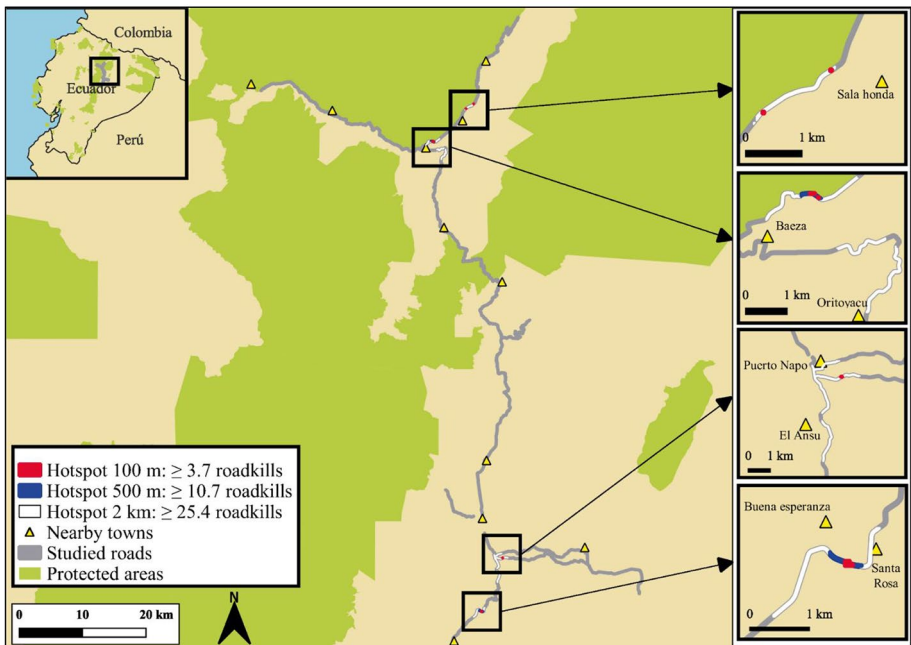 Colombia
Ecuador
Perú
Sala honda
0
1 km
Baeza
0 1 km
Oritoyacu
Puerto Napo
El Ansu
0 1 km
Buena esperanza
Santa
Rosa
0 1 km
Hotspot 100 m: ≥ 3.7 roadkills
Hotspot 500 m: ≥ 10.7 roadkills
Hotspot 2 km: ≥ 25.4 roadkills
Nearby towns
Studied roads
Protected areas
0 10 20 km
N